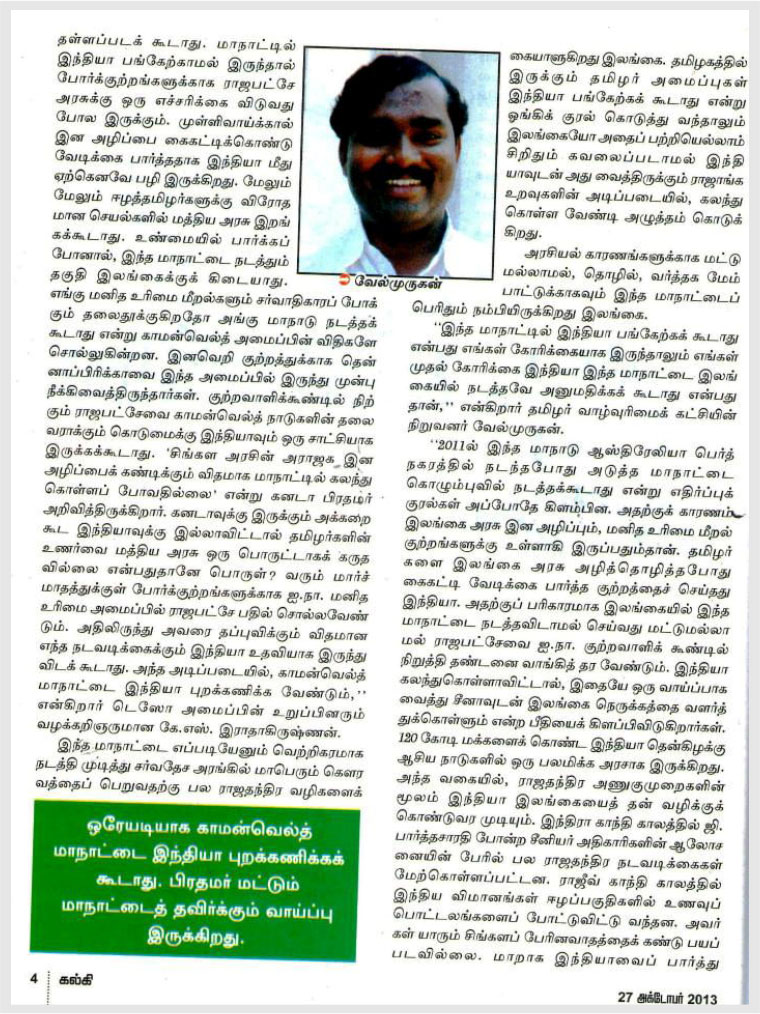 தள்ளப்படக் கூடாது. மாநாட்டில்
இந்தியா பங்கேற்காமல் இருந்தால்
போர்க்குற்றங்களுக்காக ராஜபட்சே
அரசுக்கு ஒரு எச்சரிக்கை விடுவது
போல இருக்கும். முள்ளிவாய்க்கால்
இன அழிப்பை கைகட்டிக்கொண்டு
வேடிக்கை பார்த்ததாக இந்தியா மீது
ஏற்கெனவே பழி இருக்கிறது. மேலும்
மேலும் ஈழத்தமிழர்களுக்கு விரோத
மான செயல்களில் மத்திய அரசு இறங்
கக்கூடாது. உண்மையில் பார்க்கப்
போனால், இந்த மாநாட்டை நடத்தும்
தகுதி இலங்கைக்குக் கிடையாது.
எங்கு மனித உரிமை மீறல்களும் சர்வாதிகாரப் போக்
கும் தலைதூக்குகிறதோ அங்கு மாநாடு நடத்தக்
கூடாது என்று காமன்வெல்த் அமைப்பின் விதிகளே
சொல்லுகின்றன. இனவெறி குற்றத்துக்காக தென்
னாப்பிரிக்காவை இந்த அமைப்பில் இருந்து முன்பு
நீக்கிவைத்திருந்தார்கள். குற்றவாளிக்கூண்டில் நிற்
கும் ராஜபட்சேவை காமன்வெல்த் நாடுகளின் தலை
வராக்கும் கொடுமைக்கு இந்தியாவும் ஒரு சாட்சியாக
இருக்கக்கூடாது. 'சிங்கள அரசின் அராஜக இன
அழிப்பைக் கண்டிக்கும் விதமாக மாநாட்டில் கலந்து
கொள்ளப் போவதில்லை' என்று கனடா பிரதமர்
அறிவித்திருக்கிறார். கனடாவுக்கு இருக்கும் அக்கறை
கூட இந்தியாவுக்கு இல்லாவிட்டால் தமிழர்களின்
உணர்வை மத்திய அரசு ஒரு பொருட்டாகக் கருத
வில்லை என்பதுதானே பொருள்? வரும் மார்ச்
மாதத்துக்குள் போர்க்குற்றங்களுக்காக ஐ.நா. மனித
உரிமை அமைப்பில் ராஜபட்சே பதில் சொல்லவேண்
டும். அதிலிருந்து அவரை தப்புவிக்கும் விதமான
எந்த நடவடிக்கைக்கும் இந்தியா உதவியாக இருந்து
விடக் கூடாது. அந்த அடிப்படையில், காமன்வெல்த்
மாநாட்டை இந்தியா புறக்கணிக்க வேண்டும்,''
என்கிறார் டெஸோ அமைப்பின் உறுப்பினரும்
வழக்கறிஞருமான கே.எஸ். இராதாகிருஷ்ணன்.
இந்த மாநாட்டை எப்படியேனும் வெற்றிகரமாக
நடத்தி முடித்து சர்வதேச அரங்கில் மாபெரும் கௌர
வத்தைப் பெறுவதற்கு பல ராஜதந்திர வழிகளைக்
ஒரேயடியாக காமன்வெல்த்
மாநாட்டை இந்தியா புறக்கணிக்கக்
கூடாது. பிரதமர் மட்டும்
மாநாட்டைத் தவிர்க்கும் வாய்ப்பு
இருக்கிறது.
வேல்முருகன்
கையாளுகிறது இலங்கை. தமிழகத்தில்
இருக்கும் தமிழர் அமைப்புகள்
இந்தியா பங்கேற்கக் கூடாது என்று
ஓங்கிக் குரல் கொடுத்து வந்தாலும்
இலங்கையோ அதைப் பற்றியெல்லாம்
சிறிதும் கவலைப்படாமல் இந்தி
யாவுடன் அது வைத்திருக்கும் ராஜாங்க
உறவுகளின் அடிப்படையில், கலந்து
கொள்ள வேண்டி அழுத்தம் கொடுக்
கிறது.
அரசியல் காரணங்களுக்காக மட்டு
மல்லாமல், தொழில், வர்த்தக மேம்
பாட்டுக்காகவும் இந்த மாநாட்டைப்
பெரிதும் நம்பியிருக்கிறது இலங்கை.
''இந்த மாநாட்டில் இந்தியா பங்கேற்கக் கூடாது
என்பது எங்கள் கோரிக்கையாக இருந்தாலும் எங்கள்
முதல் கோரிக்கை இந்தியா இந்த மாநாட்டை இலங்
கையில் நடத்தவே அனுமதிக்கக் கூடாது என்பது
தான்,'' என்கிறார் தமிழர் வாழ்வுரிமைக் கட்சியின்
நிறுவனர் வேல்முருகன்.
''2011ல் இந்த மாநாடு ஆஸ்திரேலியா பெர்த்
நகரத்தில் நடந்தபோது அடுத்த மாநாட்டை
கொழும்புவில் நடத்தக்கூடாது என்று எதிர்ப்புக்
குரல்கள் அப்போதே கிளம்பின. அதற்குக் காரணம்
இலங்கை அரசு இன அழிப்பும், மனித உரிமை மீறல்
குற்றங்களுக்கு உள்ளாகி இருப்பதும்தான். தமிழர்
களை இலங்கை அரசு அழித்தொழித்தபோது
கைகட்டி வேடிக்கை பார்த்த குற்றத்தைச் செய்தது
இந்தியா. அதற்குப் பரிகாரமாக இலங்கையில் இந்த
மாநாட்டை நடத்தவிடாமல் செய்வது மட்டுமல்லா
மல் ராஜபட்சேவை ஐ.நா. குற்றவாளிக் கூண்டில்
நிறுத்தி தண்டனை வாங்கித் தர வேண்டும். இந்தியா
கலந்துகொள்ளாவிட்டால், இதையே ஒரு வாய்ப்பாக
வைத்து சீனாவுடன் இலங்கை நெருக்கத்தை வளர்த்
துக்கொள்ளும் என்ற பீதியைக் கிளப்பிவிடுகிறார்கள்.
120 கோடி மக்களைக் கொண்ட இந்தியா தென்கிழக்கு
ஆசிய நாடுகளில் ஒரு பலமிக்க அரசாக இருக்கிறது.
அந்த வகையில், ராஜதந்திர அணுகுமுறைகளின்
மூலம் இந்தியா இலங்கையைத் தன் வழிக்குக்
கொண்டுவர முடியும். இந்திரா காந்தி காலத்தில் ஜி.
பார்த்தசாரதி போன்ற சீனியர் அதிகாரிகளின் ஆலோச
னையின் பேரில் பல ராஜதந்திர நடவடிக்கைகள்
மேற்கொள்ளப்பட்டன. ராஜீவ் காந்தி காலத்தில்
இந்திய விமானங்கள் ஈழப்பகுதிகளில் உணவுப்
பொட்டலங்களைப் போட்டுவிட்டு வந்தன. அவர்
கள் யாரும் சிங்களப் பேரினவாதத்தைக் கண்டு பயப்
படவில்லை. மாறாக இந்தியாவைப் பார்த்து
4
கல்கி
27 அக்டோபர் 2013